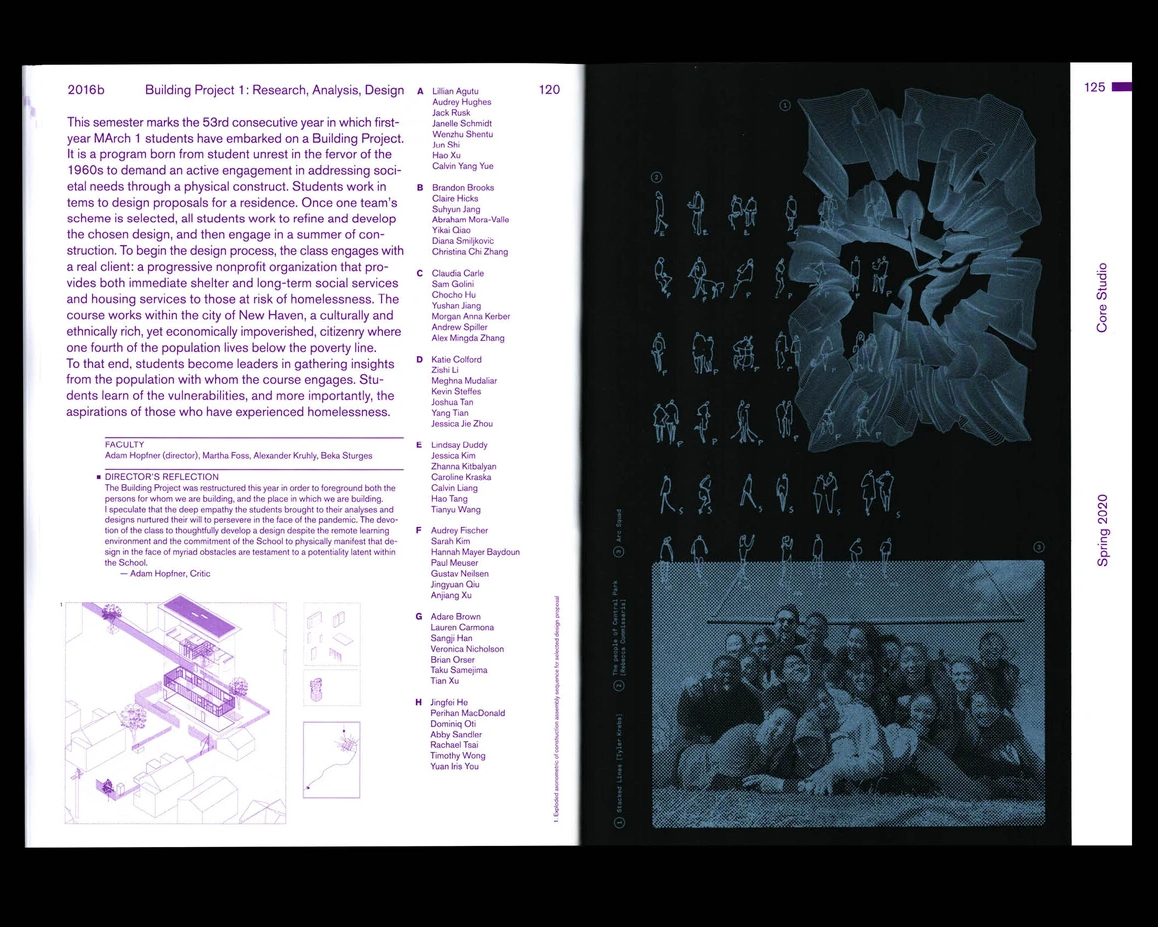 2016b Building Project 1: Research, Analysis, Design 120
This semester marks the 53rd consecutive year in which first-
year MArch 1 students have embarked on a Building Project.
It is a program born from student unrest in the fervor of the
1960s to demand an active engagement in addressing soci-
etal needs through a physical construct. Students work in
tems to design proposals for a residence. Once one team's
scheme is selected, all students work to refine and develop
the chosen design, and then engage in a summer of con-
struction. To begin the design process, the class engages with
a real client: a progressive nonprofit organization that pro-
vides both immediate shelter and long-term social services
and housing services to those at risk of homelessness. The
course works within the city of New Haven, a culturally and
ethnically rich, yet economically impoverished, citizenry where
one fourth of the population lives below the poverty line.
To that end, students become leaders in gathering insights
from the population with whom the course engages. Stu-
dents learn of the vulnerabilities, and more importantly, the
aspirations of those who have experienced homelessness.
FACULTY
Adam Hopfner (director), Martha Foss, Alexander Kruhly, Beka Sturges
DIRECTOR'S REFLECTION
The Building Project was restructured this year in order to foreground both the
persons for whom we are building, and the place in which we are building.
I speculate that the deep empathy the students brought to their analyses and
designs nurtured their will to persevere in the face of the pandemic. The devo-
tion of the class to thoughtfully develop a design despite the remote learning
environment and the commitment of the School to physically manifest that de-
sign in the face of myriad obstacles are testament to a potentiality latent within
the School.
— Adam Hopfner, Critic
1
A Lillian Agutu
Audrey Hughes
Jack Rusk
Janelle Schmidt
Wenzhu Shentu
Jun Shi
Hao Xu
Calvin Yang Yue
B Brandon Brooks
Claire Hicks
Suhyun Jang
Abraham Mora-Valle
Yikai Qiao
Diana Smiljkovic
Christina Chi Zhang
C Claudia Carle
Sam Golini
Chocho Hu
Yushan Jiang
Morgan Anna Kerber
Andrew Spiller
Alex Mingda Zhang
D Katie Colford
Zishi Li
Meghna Mudaliar
Kevin Steffes
Joshua Tan
Yang Tian
Jessica Jie Zhou
E Lindsay Duddy
Jessica Kim
Zhanna Kitbalyan
Caroline Kraska
Calvin Liang
Hao Tang
Tianyu Wang
F Audrey Fischer
Sarah Kim
Hannah Mayer Baydoun
Paul Meuser
Gustav Neilsen
Jingyuan Qiu
Anjiang Xu
G Adare Brown
Lauren Carmona
Sangji Han
Veronica Nicholson
Brian Orser
Taku Samejima
Tian Xu
H Jingfei He
Perihan MacDonald
Dominiq Oti
Abby Sandler
Rachael Tsai
Timothy Wong
Yuan Iris You
1. Exploded axonometric of construction assembly sequence for selected design proposal
1
2
E E E E
P P P P P P
P P P P P P
P P P P P P
S S S S S S
3
1 Stacked Lines [Tyler Krebs]
2 The people of Central Park
[Rebecca Commissaris]
3 Arc Squad
125
Core Studio
Spring 2020